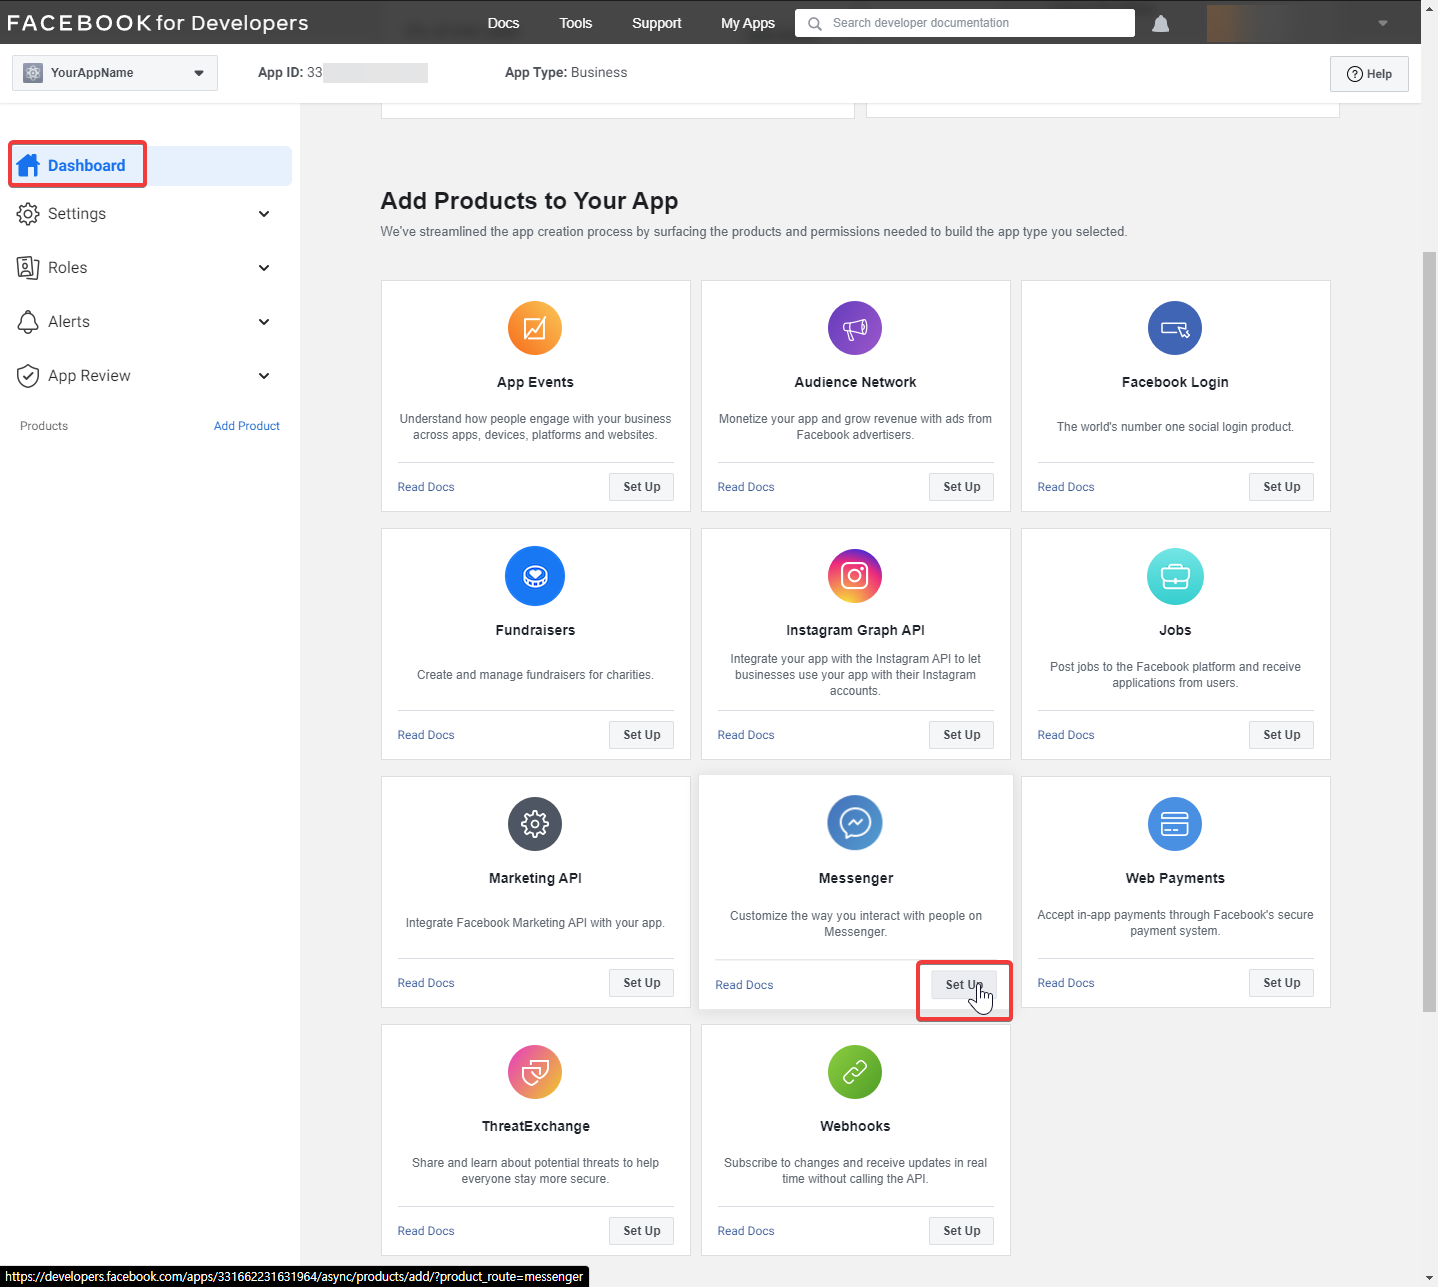 FACEBOOK for Developers
Docs
Tools
Support
My Apps
Search developer documentation
YourAppName
App ID: 33
App Type: Business
Help
Dashboard
Settings
Roles
Alerts
App Review
Products
Add Product
Add Products to Your App
We've streamlined the app creation process by surfacing the products and permissions needed to build the app type you selected.
App Events
Understand how people engage with your business
across apps, devices, platforms and websites.
Read Docs
Set Up
Audience Network
Monetize your app and grow revenue with ads from
Facebook advertisers.
Read Docs
Set Up
Facebook Login
The world's number one social login product.
Read Docs
Set Up
Fundraisers
Create and manage fundraisers for charities.
Read Docs
Set Up
Instagram Graph API
Integrate your app with the Instagram API to let
businesses use your app with their Instagram
accounts.
Read Docs
Set Up
Jobs
Post jobs to the Facebook platform and receive
applications from users.
Read Docs
Set Up
Marketing API
Integrate Facebook Marketing API with your app.
Read Docs
Set Up
Messenger
Customize the way you interact with people on
Messenger.
Read Docs
Set Up
Web Payments
Accept in-app payments through Facebook's secure
payment system.
Read Docs
Set Up
ThreatExchange
Share and learn about potential threats to help
everyone stay more secure.
Read Docs
Set Up
Webhooks
Subscribe to changes and receive updates in real
time without calling the API.
Read Docs
Set Up
https://developers.facebook.com/apps/331662231631964/async/products/add/?product_route=messenger